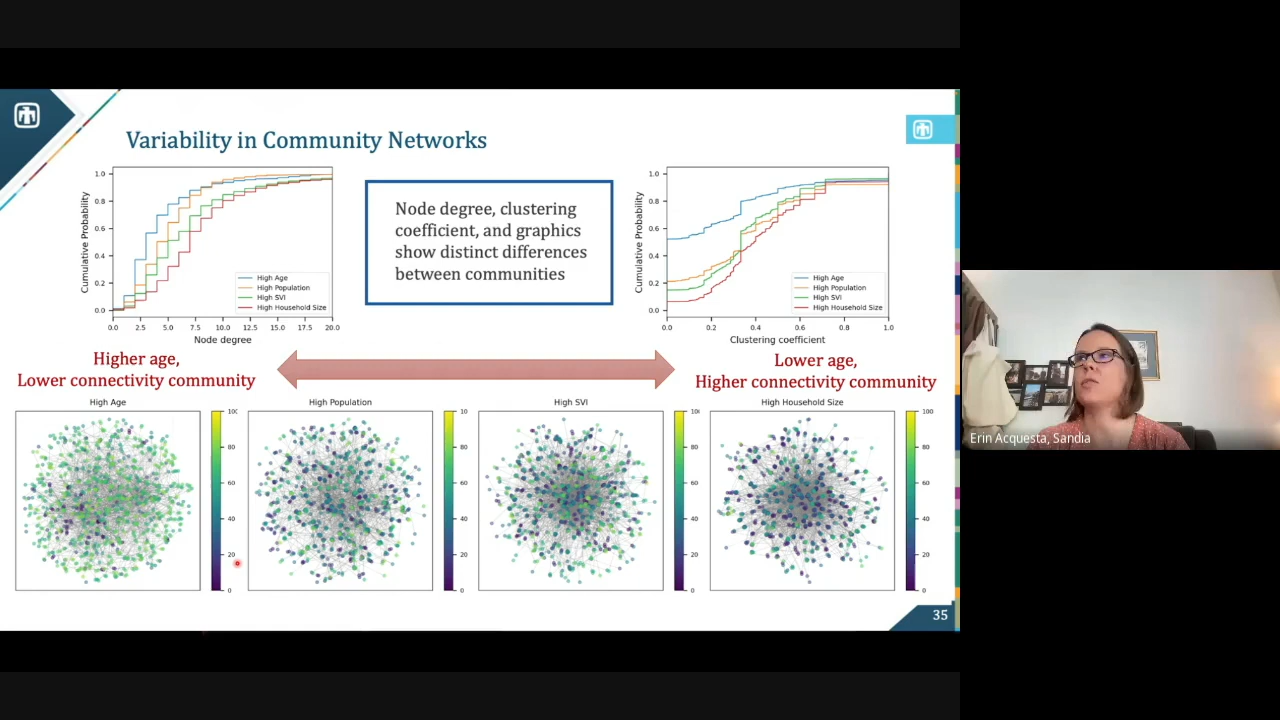 Variability in Community Networks
1.0
0.8
0.6
0.4
0.2
0.0
Cumulative Probability
High Age
High Population
High SVI
High Household Size
0.0 2.5 5.0 7.5 10.0 12.5 15.0 17.5 20.0
Node degree
Node degree, clustering
coefficient, and graphics
show distinct differences
between communities
1.0
0.8
0.6
0.4
0.2
0.0
Cumulative Probability
High Age
High Population
High SVI
High Household Size
0.0 0.2 0.4 0.6 0.8 1.0
Clustering coefficient
Higher age,
Lower connectivity community
Lower age,
Higher connectivity community
High Age
100
80
60
40
20
0
High Population
10
80
60
40
20
0
High SVI
10
80
60
40
20
0
High Household Size
100
80
60
40
20
0
35
Erin Acquesta, Sandia